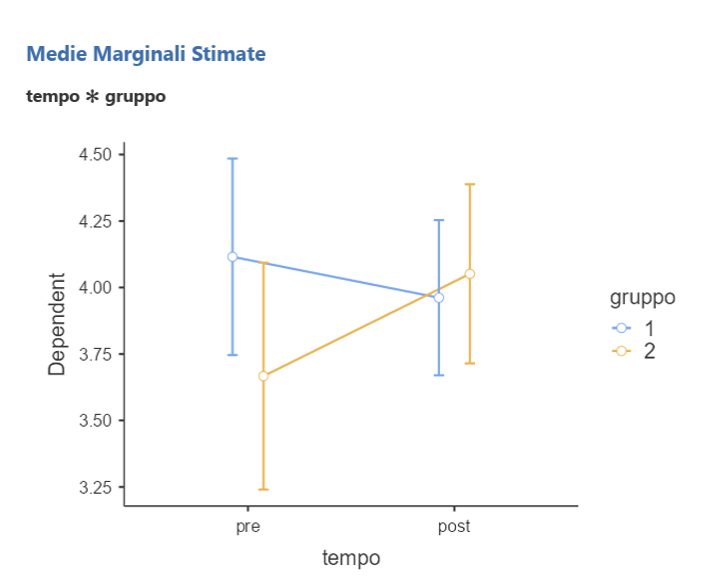 Medie Marginali Stimate
tempo ∗ gruppo
4.50
4.25
4.00
3.75
3.50
3.25
Dependent
pre
post
tempo
gruppo
1
2